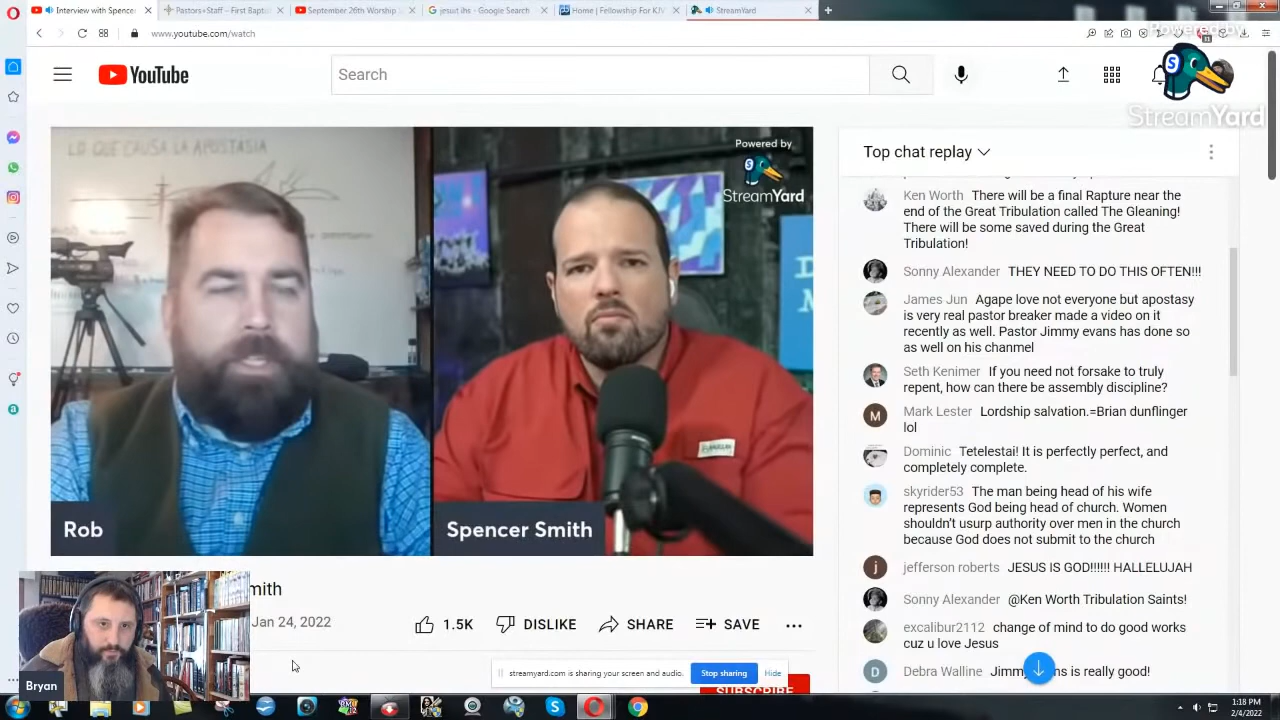 Interview with Spence
Pastors+Staff – First Bapti
September 26th Worship
jesuit ihs - Google Search
Home | Fellowship For KJV
StreamYard
www.youtube.com/watch
Powered by
StreamYard
YouTube
Search
Top chat replay
LO QUE CAUSA LA APOSTASIA
Powered by
StreamYard
Rob
Spencer Smith
Ken Worth There will be a final Rapture near the
end of the Great Tribulation called The Gleaning!
There will be some saved during the Great
Tribulation!
Sonny Alexander THEY NEED TO DO THIS OFTEN!!!
James Jun Agape love not everyone but apostasy
is very real pastor breaker made a video on it
recently as well. Pastor Jimmy evans has done so
as well on his channel
Seth Kenimer If you need not forsake to truly
repent, how can there be assembly discipline?
Mark Lester Lordship salvation.=Brian dunflinger
lol
Dominic Tetelestai! It is perfectly perfect, and
completely complete.
skyrider53 The man being head of his wife
represents God being head of church. Women
shouldn't usurp authority over men in the church
because God does not submit to the church
jefferson roberts JESUS IS GOD!!!!!! HALLELUJAH
Sonny Alexander @Ken Worth Tribulation Saints!
excalibur2112 change of mind to do good works
cuz u love Jesus
Debra Walline is really good!
mith
Jan 24, 2022
1.5K
DISLIKE
SHARE
SAVE
streamyard.com is sharing your screen and audio.
Stop sharing
Hide
SUBSCRIBE
Bryan
1:18 PM
2/4/2022